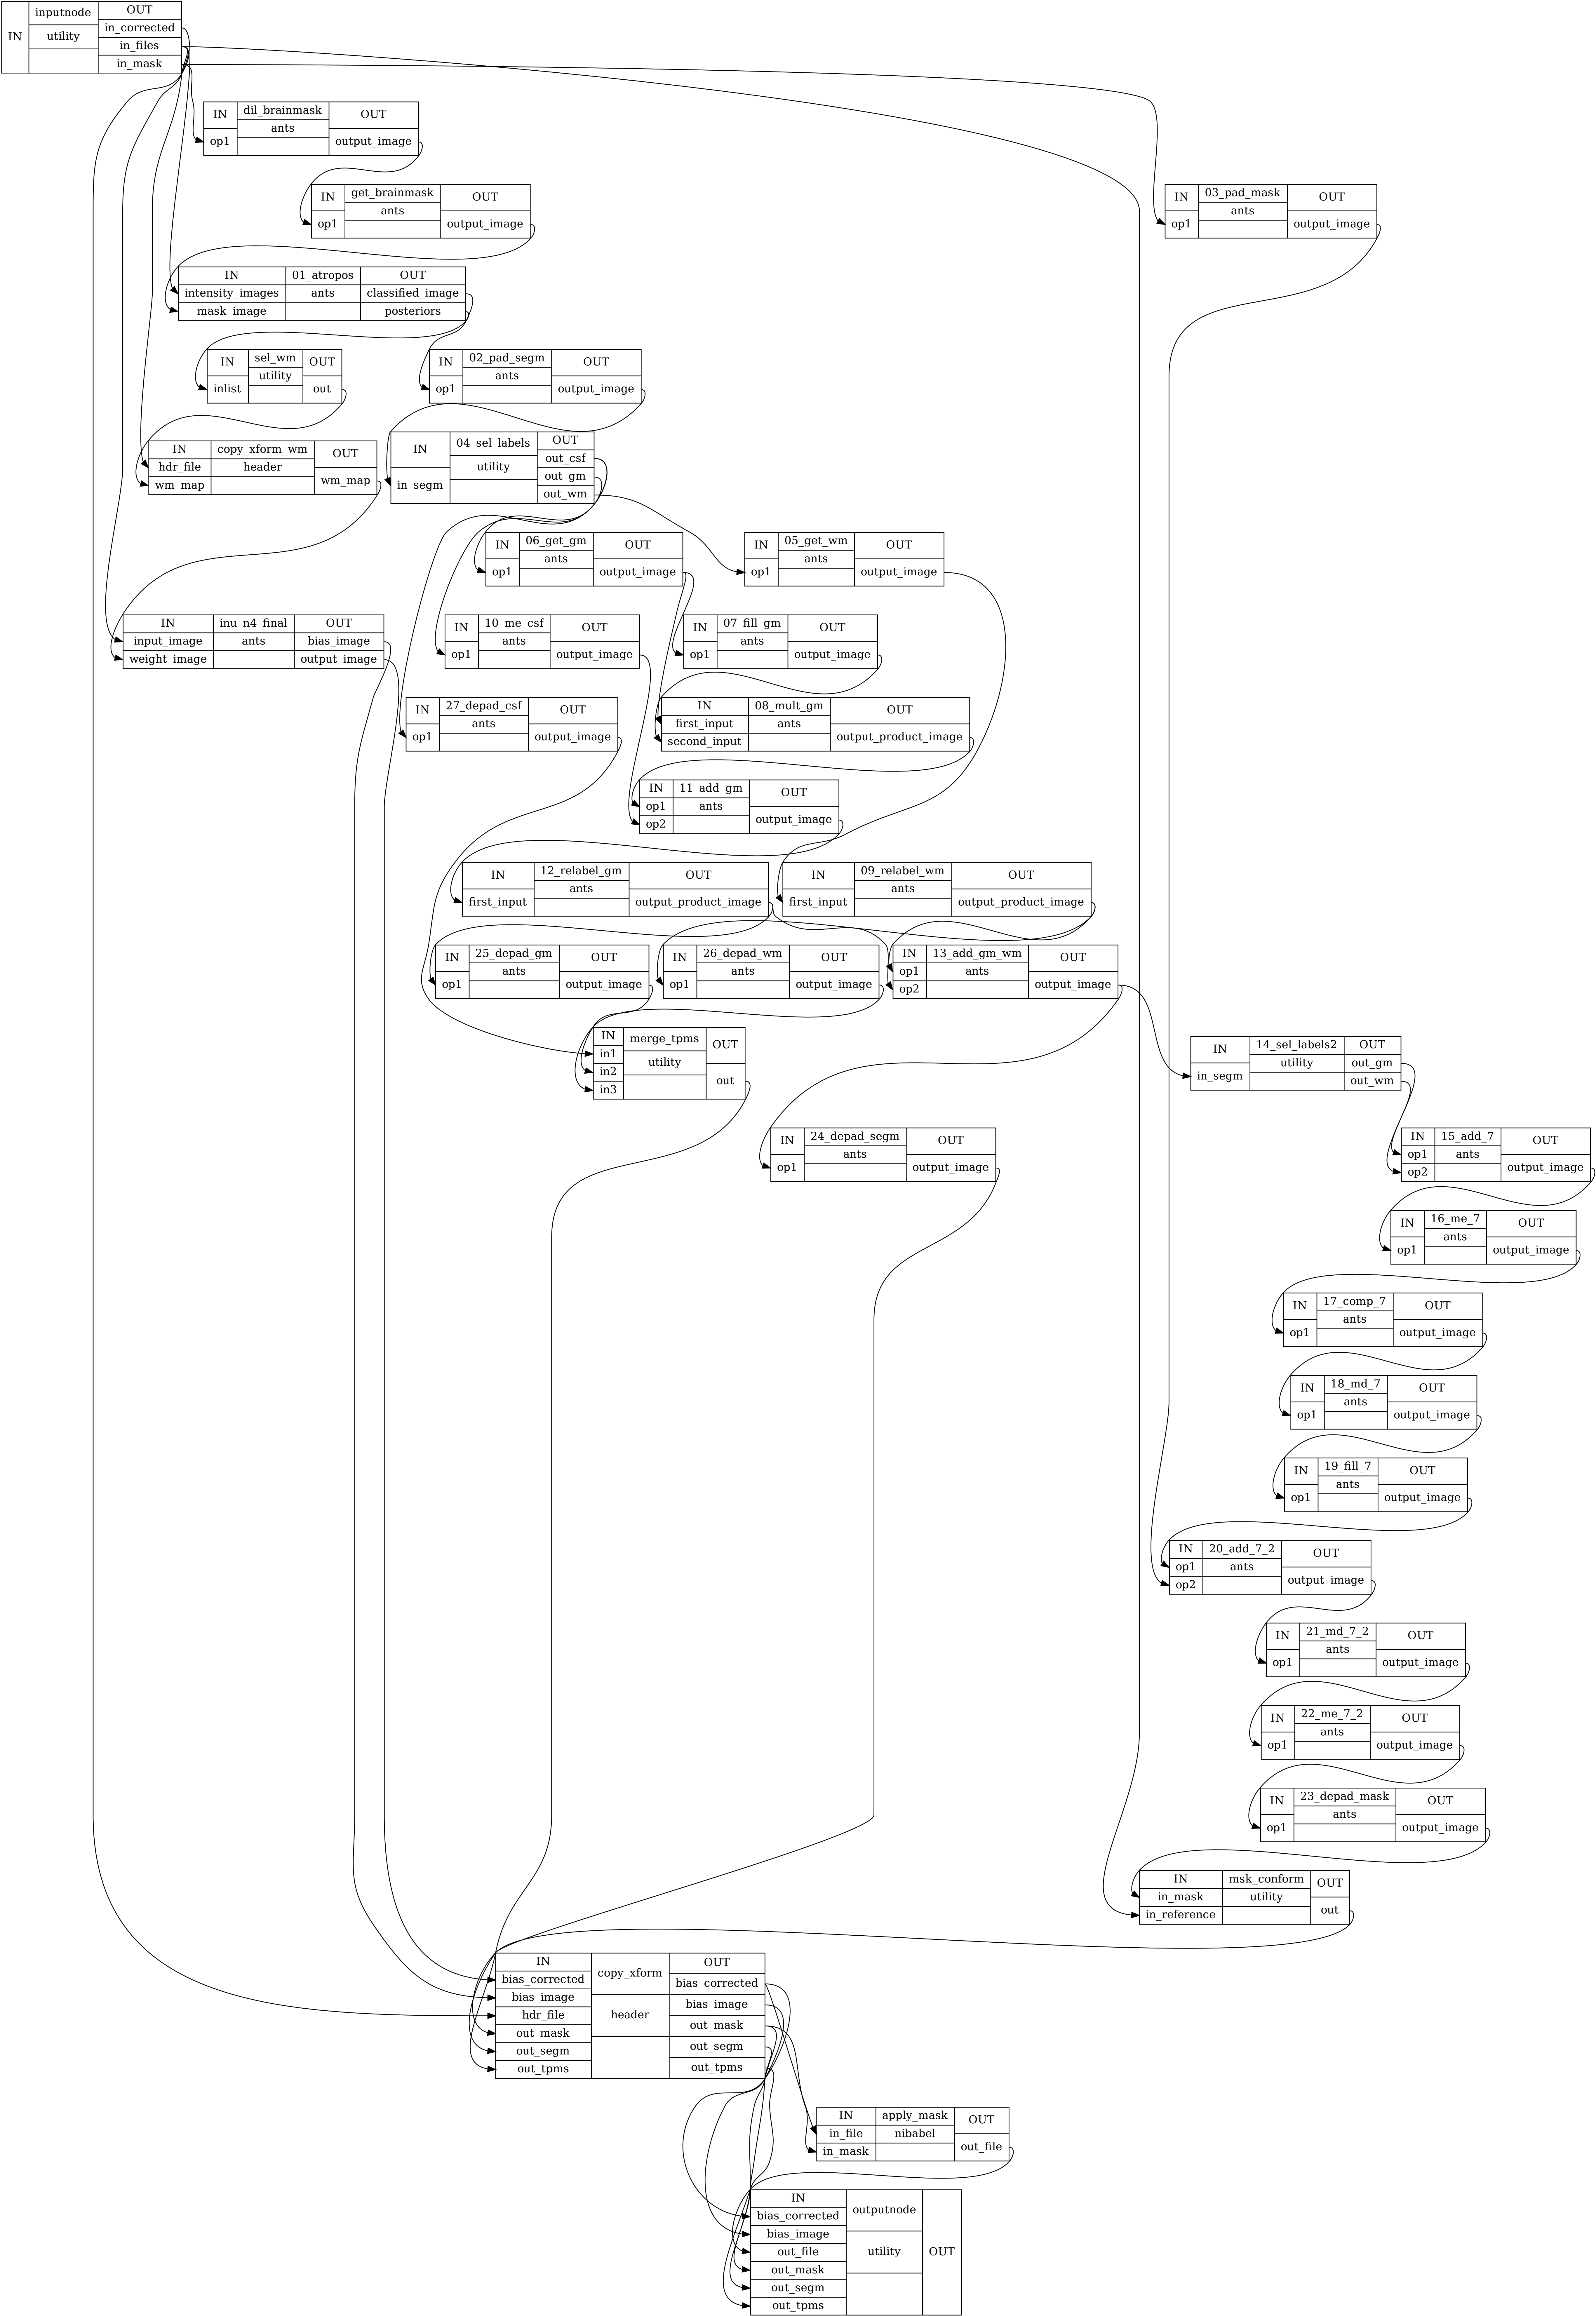 IN inputnode OUT
utility in_corrected
in_files
in_mask
IN dil_brainmask OUT
ants
op1 output_image
IN get_brainmask OUT
ants
op1 output_image
IN 03_pad_mask OUT
ants
op1 output_image
IN 01_atropos OUT
intensity_images ants classified_image
mask_image posteriors
IN sel_wm OUT
utility
inlist out
IN 02_pad_segm OUT
ants
op1 output_image
IN copy_xform_wm OUT
hdr_file header
wm_map wm_map
IN 04_sel_labels OUT
utility out_csf
in_segm out_gm
out_wm
IN 06_get_gm OUT
ants
op1 output_image
IN 05_get_wm OUT
ants
op1 output_image
IN inu_n4_final OUT
input_image ants bias_image
weight_image output_image
IN 10_me_csf OUT
ants
op1 output_image
IN 07_fill_gm OUT
ants
op1 output_image
IN 27_depad_csf OUT
ants
op1 output_image
IN 08_mult_gm OUT
first_input ants
second_input output_product_image
IN 11_add_gm OUT
op1 ants
op2 output_image
IN 12_relabel_gm OUT
ants
first_input output_product_image
IN 09_relabel_wm OUT
ants
first_input output_product_image
IN 25_depad_gm OUT
ants
op1 output_image
IN 26_depad_wm OUT
ants
op1 output_image
IN 13_add_gm_wm OUT
op1 ants
op2 output_image
IN merge_tpms OUT
in1 utility
in2 out
in3
IN 14_sel_labels2 OUT
utility out_gm
in_segm out_wm
IN 24_depad_segm OUT
ants
op1 output_image
IN 15_add_7 OUT
op1 ants
op2 output_image
IN 16_me_7 OUT
ants
op1 output_image
IN 17_comp_7 OUT
ants
op1 output_image
IN 18_md_7 OUT
ants
op1 output_image
IN 19_fill_7 OUT
ants
op1 output_image
IN 20_add_7_2 OUT
op1 ants
op2 output_image
IN 21_md_7_2 OUT
ants
op1 output_image
IN 22_me_7_2 OUT
ants
op1 output_image
IN 23_depad_mask OUT
ants
op1 output_image
IN msk_conform OUT
in_mask utility
in_reference out
IN copy_xform OUT
bias_corrected bias_corrected
bias_image bias_image
hdr_file header out_mask
out_mask out_segm
out_segm out_tpms
out_tpms
IN apply_mask OUT
in_file nibabel
in_mask out_file
IN outputnode
bias_corrected
bias_image
out_file utility OUT
out_mask
out_segm
out_tpms